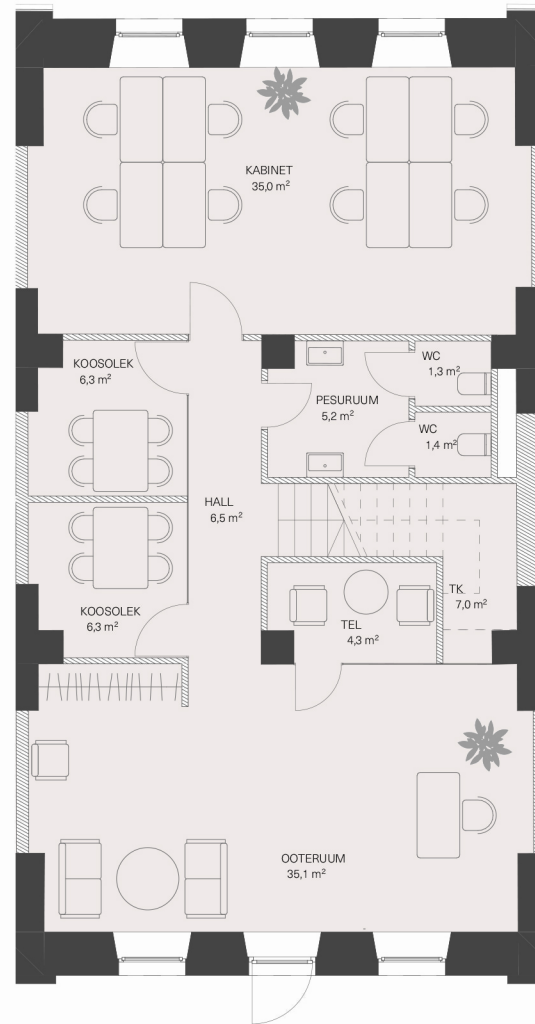 KABINET
35,0 m²
KOOSOLEK
6,3 m²
WC
1,3 m²
PESURUUM
5,2 m²
WC
1,4 m²
HALL
6,5 m²
KOOSOLEK
6,3 m²
TEL
4,3 m²
TK
7,0 m²
OOTERUUM
35,1 m²